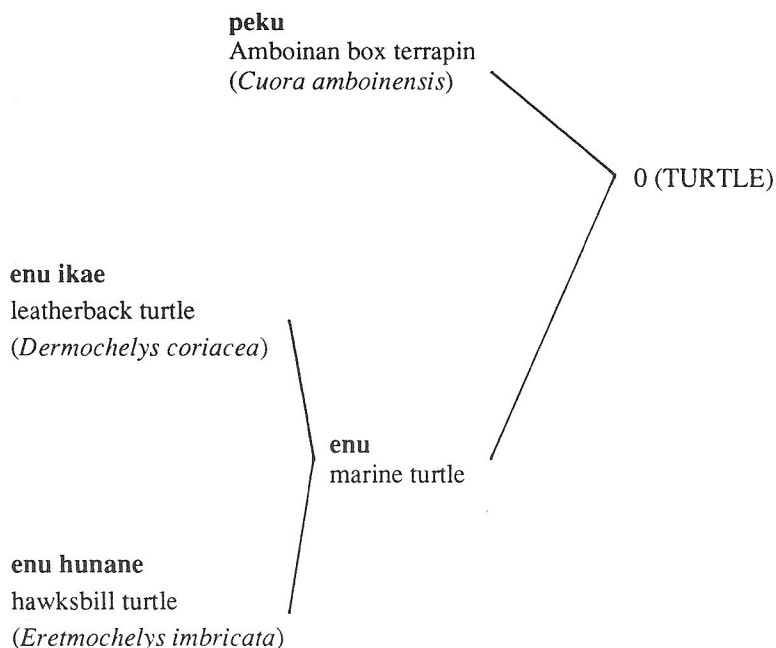 peku
Amboinan box terrapin
(Cuora amboinensis)
0 (TURTLE)
enu ikae
leatherback turtle
(Dermochelys coriacea)
enu
marine turtle
enu hunane
hawksbill turtle
(Eretmochelys imbricata)